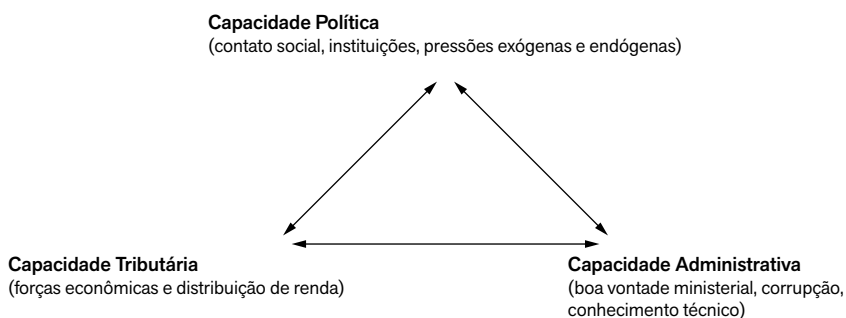 Capacidade Política
(contato social, instituições, pressões exógenas e endógenas)
Capacidade Tributária
(forças econômicas e distribuição de renda)
Capacidade Administrativa
(boa vontade ministerial, corrupção,
conhecimento técnico)